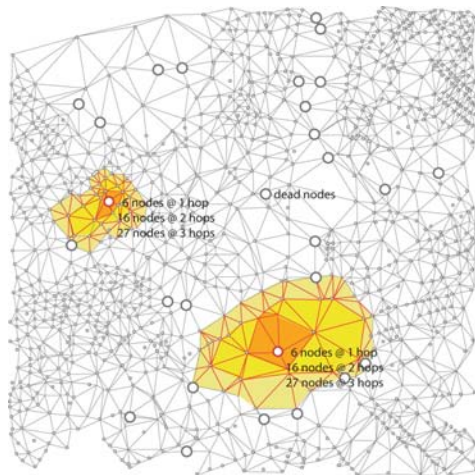 dead nodes
6 nodes @ 1 hop
16 nodes @ 2 hops
27 nodes @ 3 hops
6 nodes @ 1 hop
16 nodes @ 2 hops
27 nodes @ 3 hops